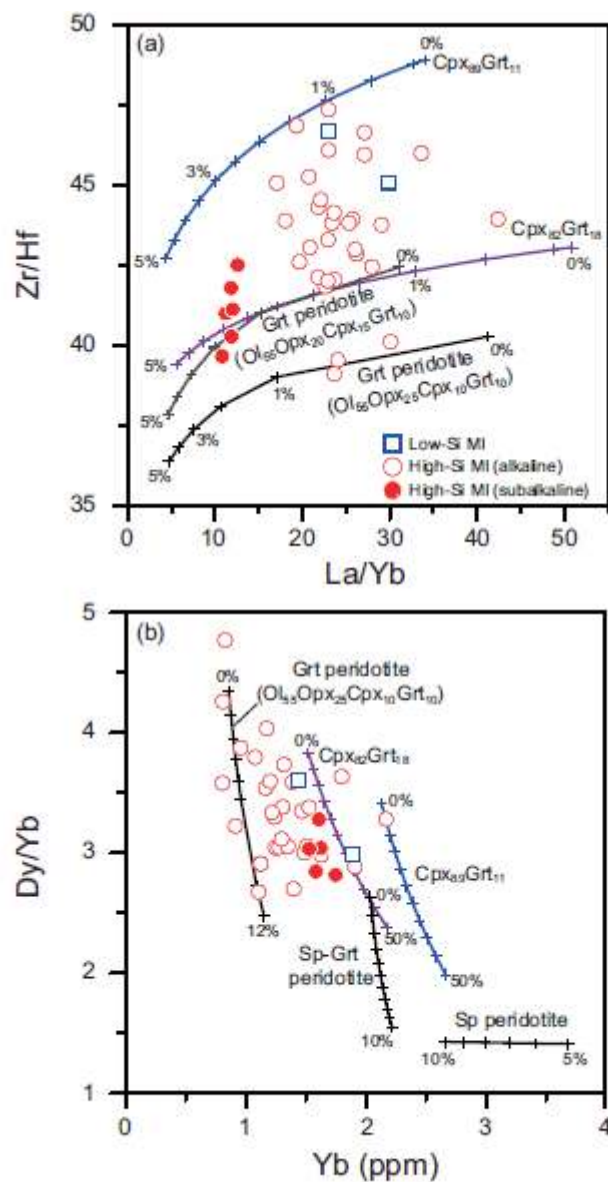 50
45
40
35
Zr/Hf
(a)
0%
Cpx₈₉Grt₁₁
1%
3%
5%
Cpx₈₂Grt₁₈
0%
1%
0%
5%
Grt peridotite
(Ol₅₅Opx₂₀Cpx₁₅Grt₁₀)
5%
0%
Grt peridotite
(Ol₅₅Opx₂₅Cpx₁₀Grt₁₀)
1%
3%
5%
Low-Si MI
High-Si MI (alkaline)
High-Si MI (subalkaline)
0 10 20 30 40 50
La/Yb
5
4
3
2
1
Dy/Yb
(b)
0%
Grt peridotite
(Ol₅₅Opx₂₅Cpx₁₀Grt₁₀)
12%
0%
Cpx₈₂Grt₁₈
50%
0%
Cpx₈₉Grt₁₁
50%
0%
Sp-Grt
peridotite
10%
Sp peridotite
10% 5%
0 1 2 3 4
Yb (ppm)